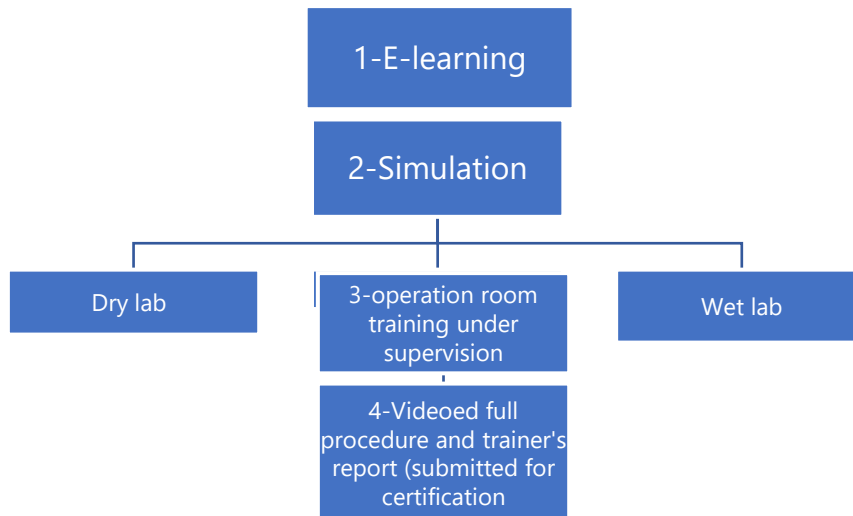 1-E-learning
2-Simulation
Dry lab
3-operation room
training under
supervision
Wet lab
4-Videoed full
procedure and trainer's
report (submitted for
certification